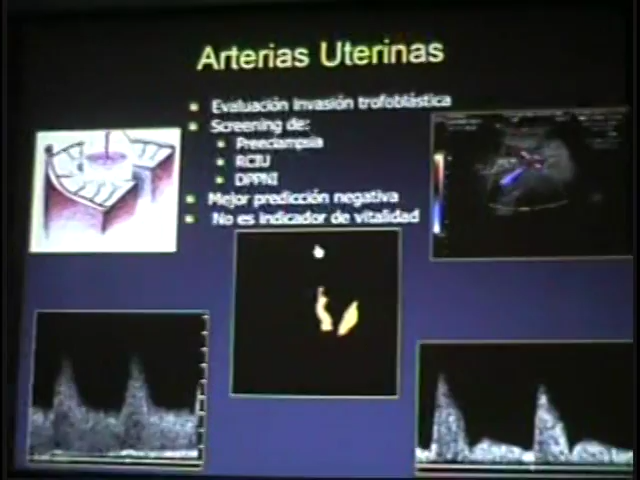 Arterias Uterinas
Evaluación invasión trofoblástica
Screening de:
Preeclampsia
RCIU
DPPNI
Mejor predicción negativa
No es indicador de vitalidad